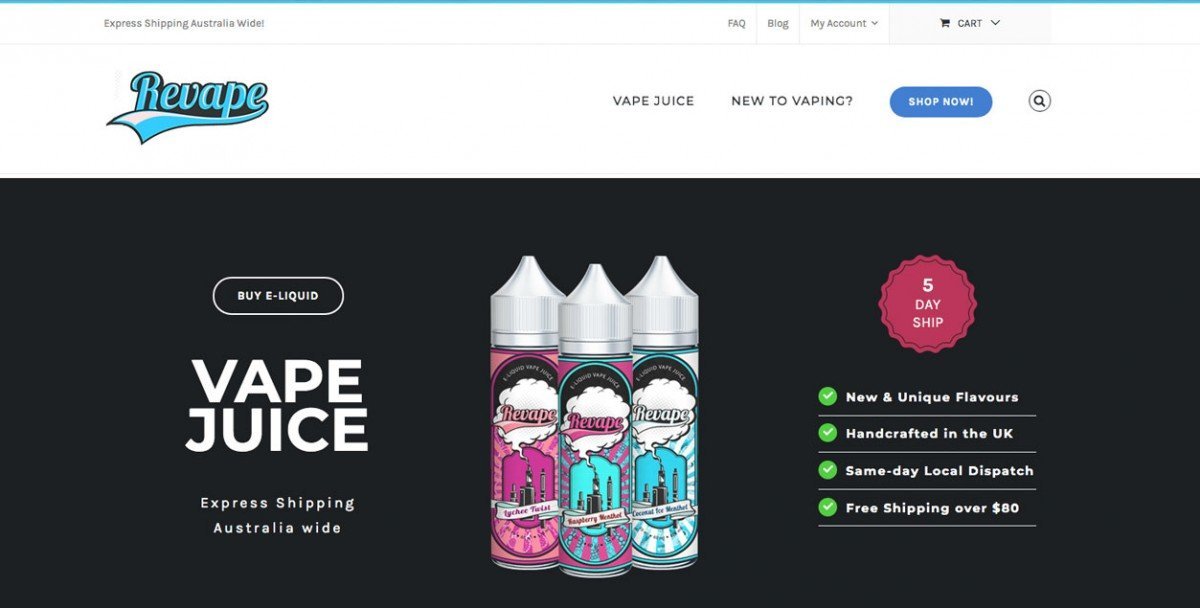 Express Shipping Australia Wide!
FAQ
Blog
My Account
CART
Revape
VAPE JUICE
NEW TO VAPING?
SHOP NOW!
BUY E-LIQUID
VAPE
JUICE
Express Shipping
Australia wide
E-LIQUID VAPE JUICE
Revape
Lychee Twist
E-LIQUID VAPE JUICE
Revape
Raspberry Menthol
E-LIQUID VAPE JUICE
Revape
Coconut Ice Menthol
5
DAY
SHIP
New & Unique Flavours
Handcrafted in the UK
Same-day Local Dispatch
Free Shipping over $80